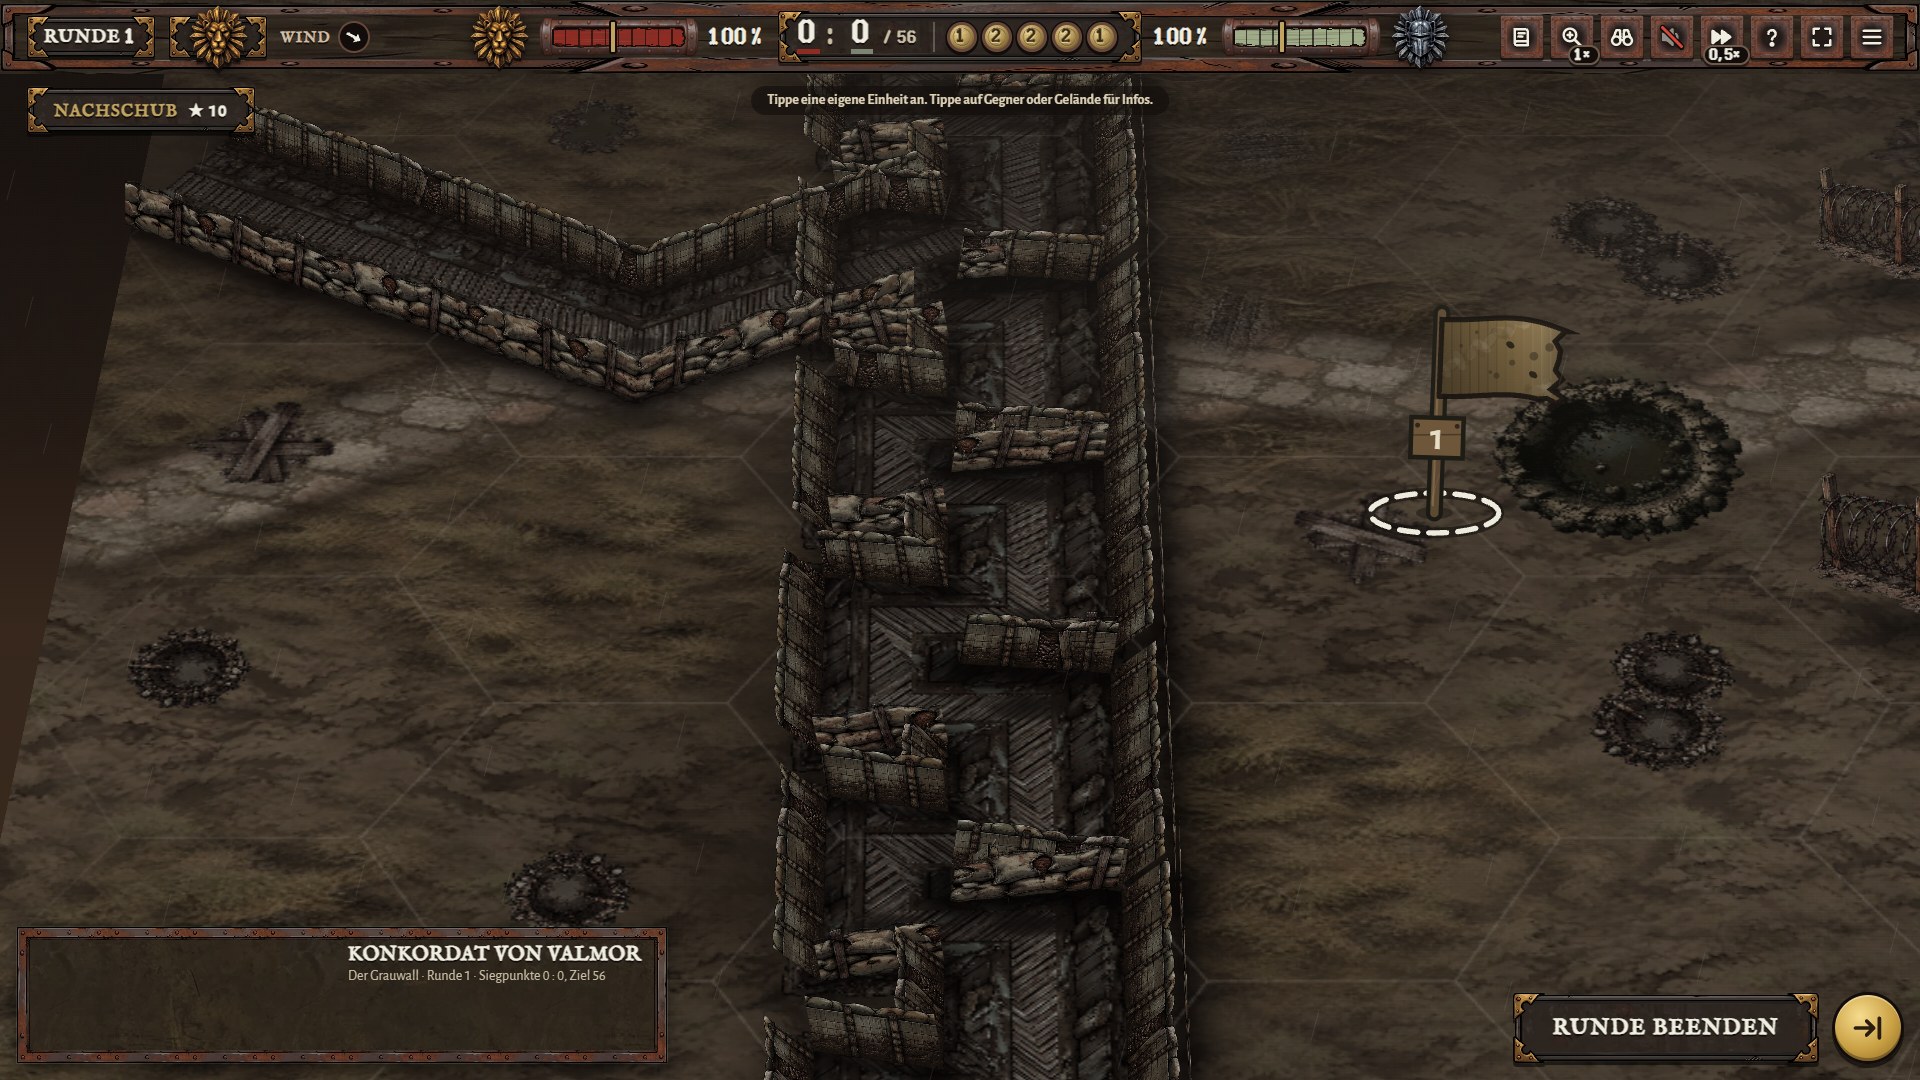 RUNDE 1
WIND
100%
0 : 0 / 56
1 2 2 2 1
100%
1×
0,5×
?
NACHSCHUB ★ 10
Tippe eine eigene Einheit an. Tippe auf Gegner oder Gelände für Infos.
1
KONKORDAT VON VALMOR
Der Grauwall · Runde 1 · Siegpunkte 0 : 0, Ziel 56
RUNDE BEENDEN